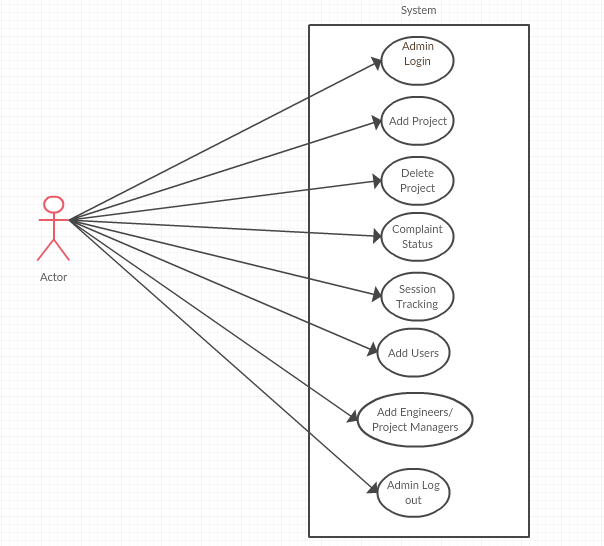 System
Admin
Login
Add Project
Delete
Project
Complaint
Status
Actor
Session
Tracking
Add Users
Add Engineers/
Project Managers
Admin Log
out